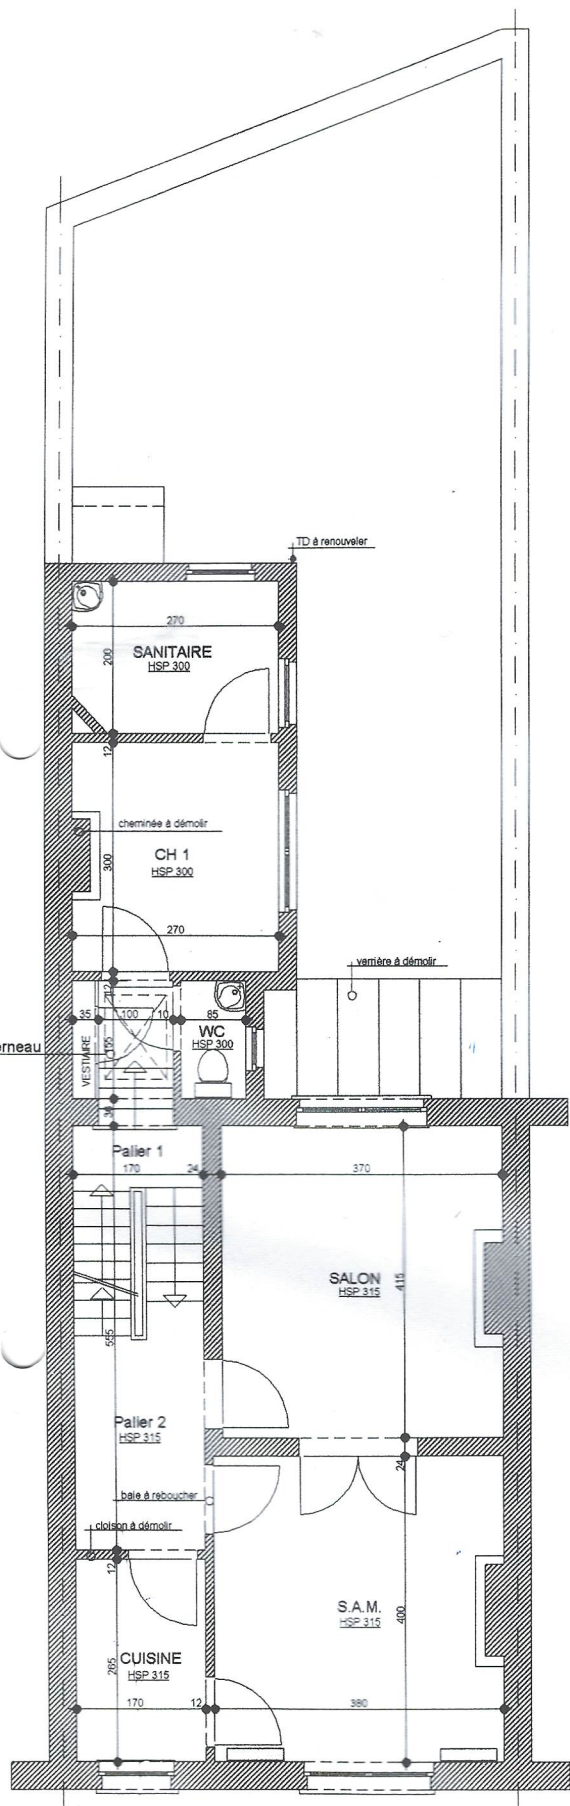 TD à renouveler
270
SANITAIRE
HSP 300
200
12
cheminée à démolir
CH 1
HSP 300
300
270
verrière à démolir
12
35
100
10
85
WC
HSP 300
erneau
VESTIAIRE
155
34
Palier 1
170
24
370
SALON
HSP 315
415
555
Palier 2
HSP 315
24
baie à reboucher
cloison à démolir
12
S.A.M.
HSP 315
400
CUISINE
HSP 315
265
170
12
380